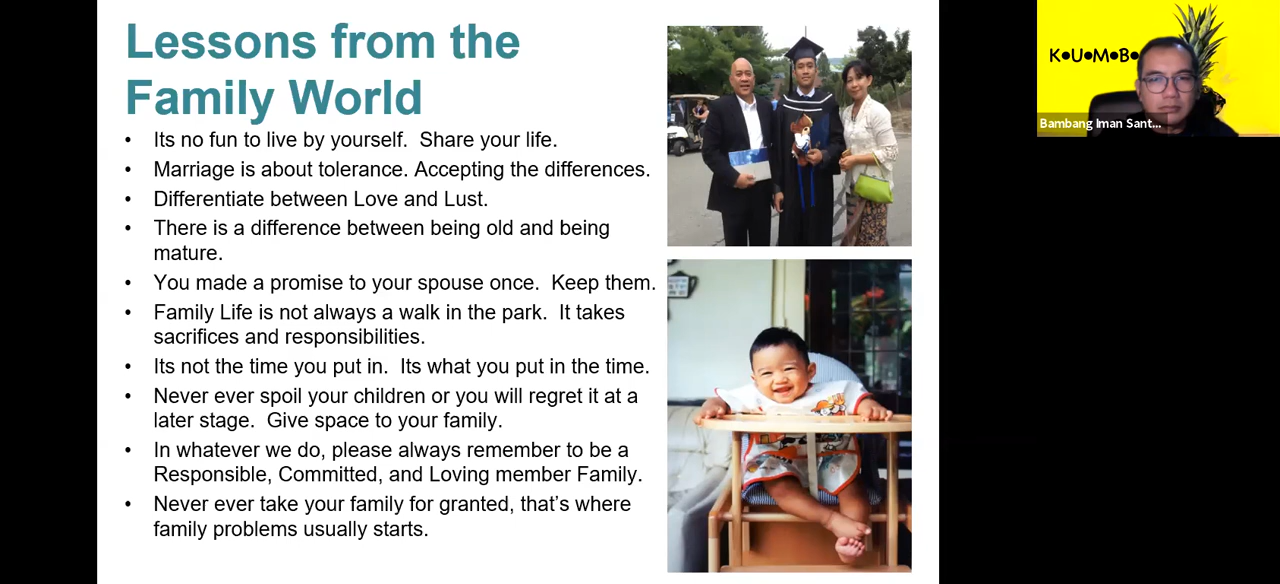 Lessons from the
Family World
• Its no fun to live by yourself.  Share your life.
• Marriage is about tolerance. Accepting the differences.
• Differentiate between Love and Lust.
• There is a difference between being old and being
mature.
• You made a promise to your spouse once.  Keep them.
• Family Life is not always a walk in the park.  It takes
sacrifices and responsibilities.
• Its not the time you put in.  Its what you put in the time.
• Never ever spoil your children or you will regret it at a
later stage.  Give space to your family.
• In whatever we do, please always remember to be a
Responsible, Committed, and Loving member Family.
• Never ever take your family for granted, that’s where
family problems usually starts.
K•U•M•B•
Bambang Iman Sant...